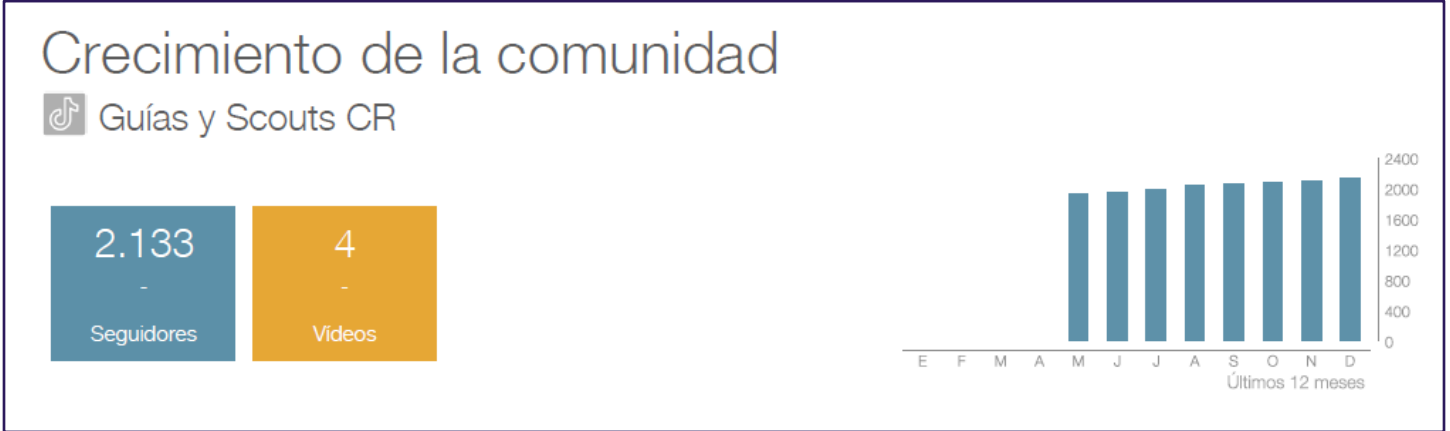 Crecimiento de la comunidad
Guías y Scouts CR
2.133
-
Seguidores
4
-
Vídeos
2400
2000
1600
1200
800
400
0
E F M A M J J A S O N D
Últimos 12 meses